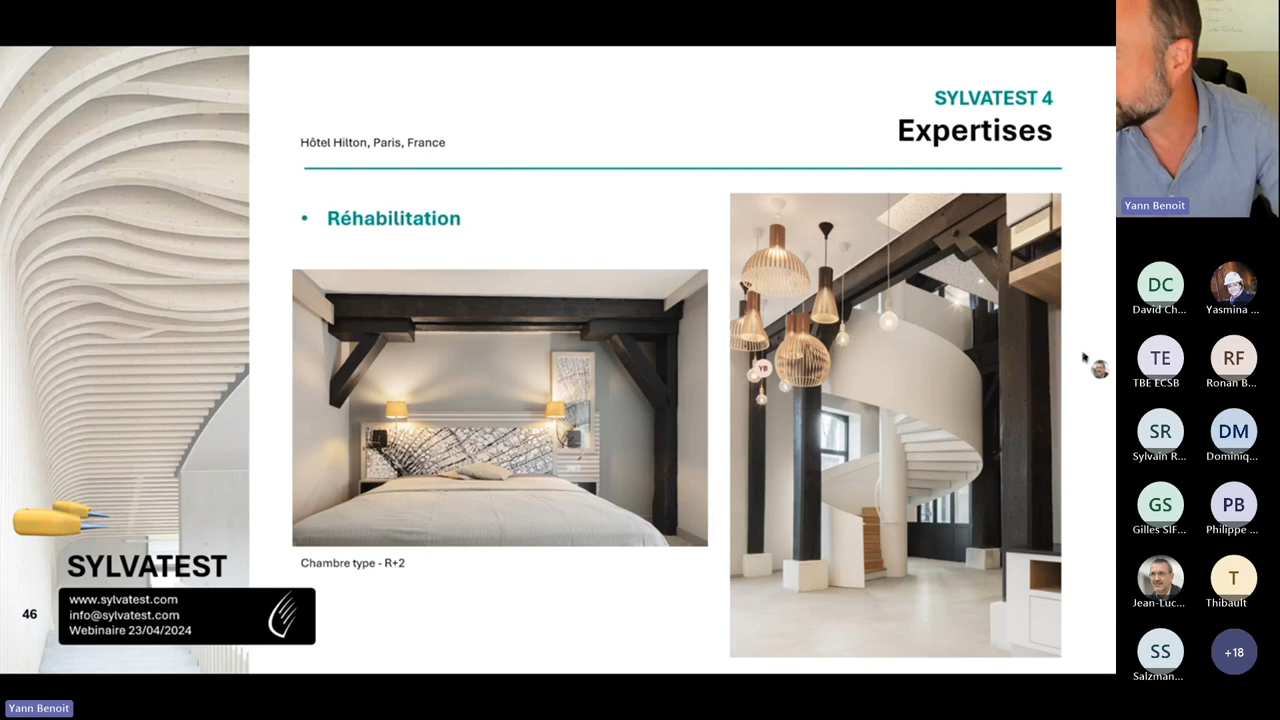 SYLVATEST 4
Expertises
Hôtel Hilton, Paris, France
• Réhabilitation
YB
Chambre type - R+2
SYLVATEST
www.sylvatest.com
info@sylvatest.com
Webinaire 23/04/2024
46
Yann Benoit
Yann Benoit
DC
David Ch...
Yasmina ...
TE
TBE ECSB
RF
Ronan B...
SR
Sylvain R...
DM
Dominiq...
GS
Gilles SIF...
PB
Philippe ...
Jean-Luc...
T
Thibault
SS
Salzman...
+18